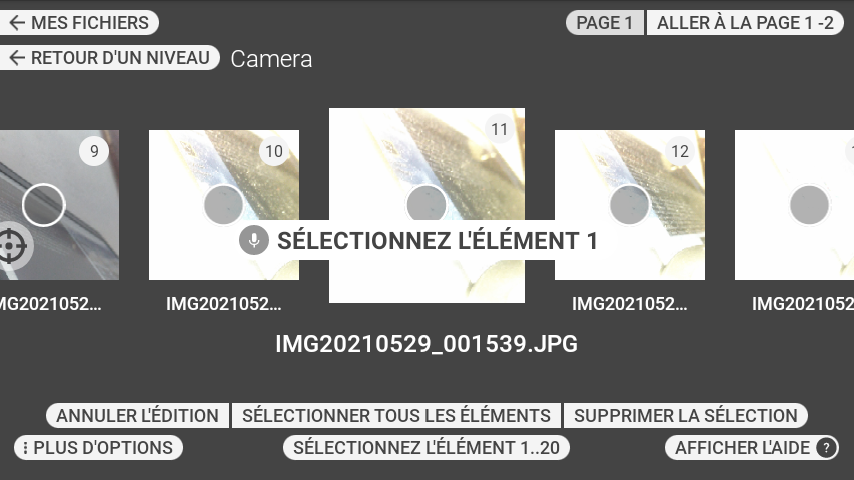 MES FICHIERS
PAGE 1
ALLER À LA PAGE 1 -2
RETOUR D'UN NIVEAU
Camera
9
10
11
12
SÉLECTIONNEZ L'ÉLÉMENT 1
MG2021052...
IMG2021052...
IMG2021052...
IMG202105
IMG20210529_001539.JPG
ANNULER L'ÉDITION
SÉLECTIONNER TOUS LES ÉLÉMENTS
SUPPRIMER LA SÉLECTION
PLUS D'OPTIONS
SÉLECTIONNEZ L'ÉLÉMENT 1..20
AFFICHER L'AIDE ?